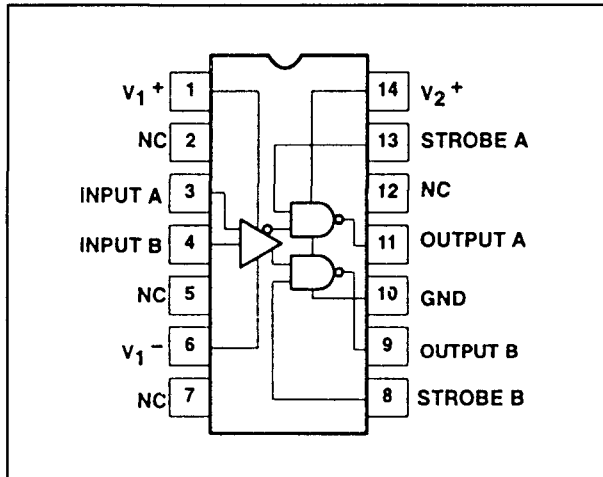 V1+ 1 14 V2+
NC 2 13 STROBE A
INPUT A 3 12 NC
INPUT B 4 11 OUTPUT A
NC 5 10 GND
V1− 6 9 OUTPUT B
NC 7 8 STROBE B